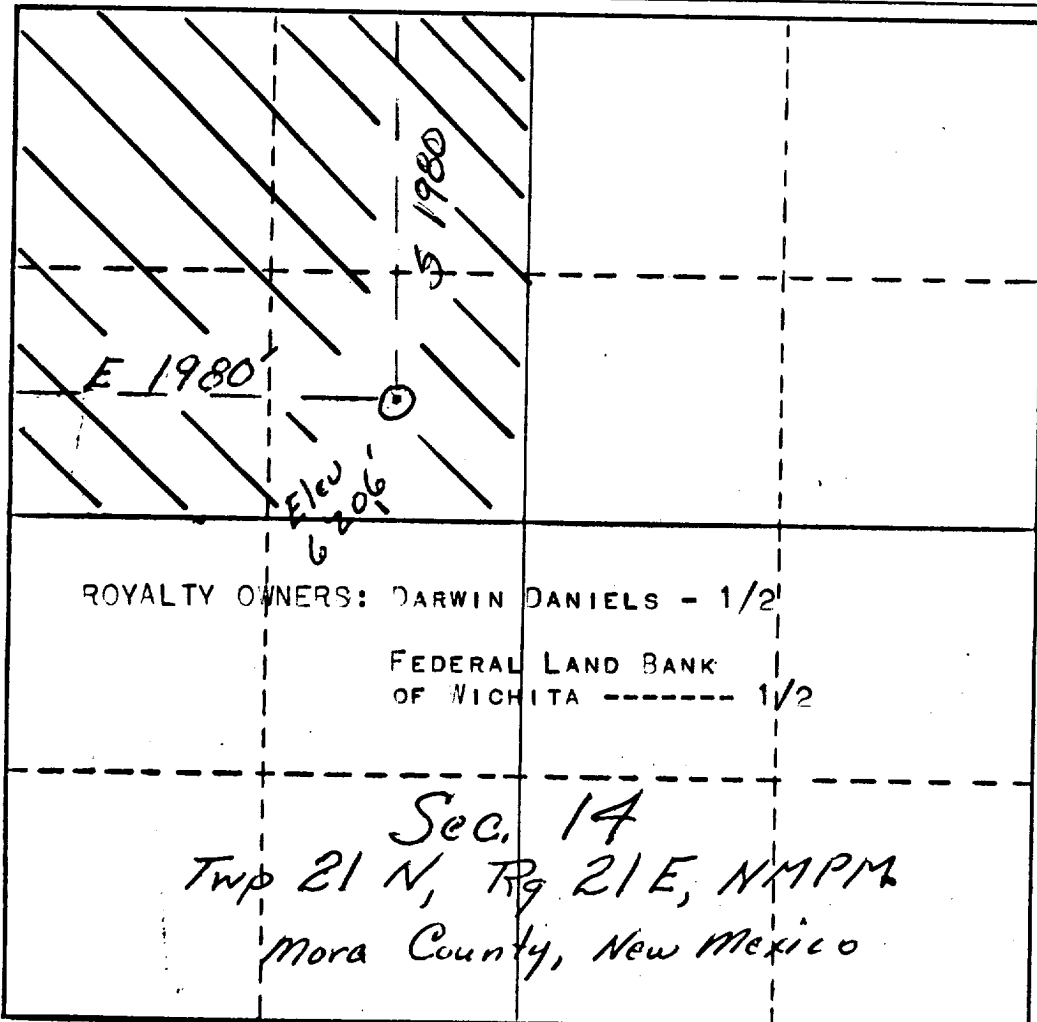 S 1980
E 1980'
Elev
6206'
ROYALTY OWNERS: DARWIN DANIELS - 1/2
FEDERAL LAND BANK
OF WICHITA ------- 1/2
Sec. 14
Twp 21 N, Rg 21 E, NMPM
Mora County, New Mexico